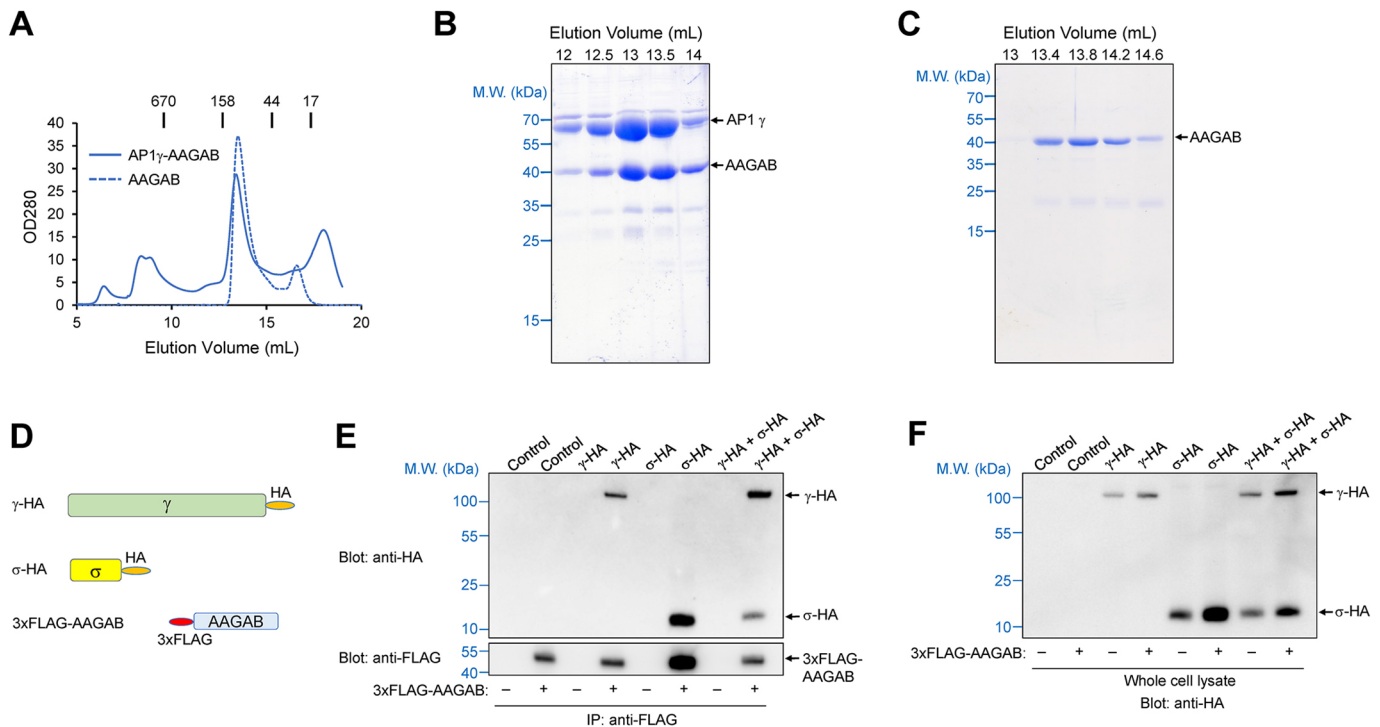 A
670 158 44 17
40
35
30
25
20
15
10
5
0
OD280
AP1γ-AAGAB
AAGAB
5 10 15 20
Elution Volume (mL)
B
Elution Volume (mL)
12 12.5 13 13.5 14
M.W. (kDa)
70
55
40
35
25
15
AP1 γ
AAGAB
C
Elution Volume (mL)
13 13.4 13.8 14.2 14.6
M.W. (kDa)
70
55
40
35
25
15
AAGAB
D
γ-HA
γ
HA
σ-HA
σ
HA
3xFLAG-AAGAB
AAGAB
3xFLAG
E
Control Control γ-HA γ-HA σ-HA σ-HA γ-HA + σ-HA γ-HA + σ-HA
M.W. (kDa)
100
55
25
10
Blot: anti-HA
γ-HA
σ-HA
Blot: anti-FLAG
55
40
3xFLAG-
AAGAB
3xFLAG-AAGAB: – + – + – + – +
IP: anti-FLAG
F
Control Control γ-HA γ-HA σ-HA σ-HA γ-HA + σ-HA γ-HA + σ-HA
M.W. (kDa)
100
55
25
10
γ-HA
σ-HA
3xFLAG-AAGAB: – + – + – + – +
Whole cell lysate
Blot: anti-HA